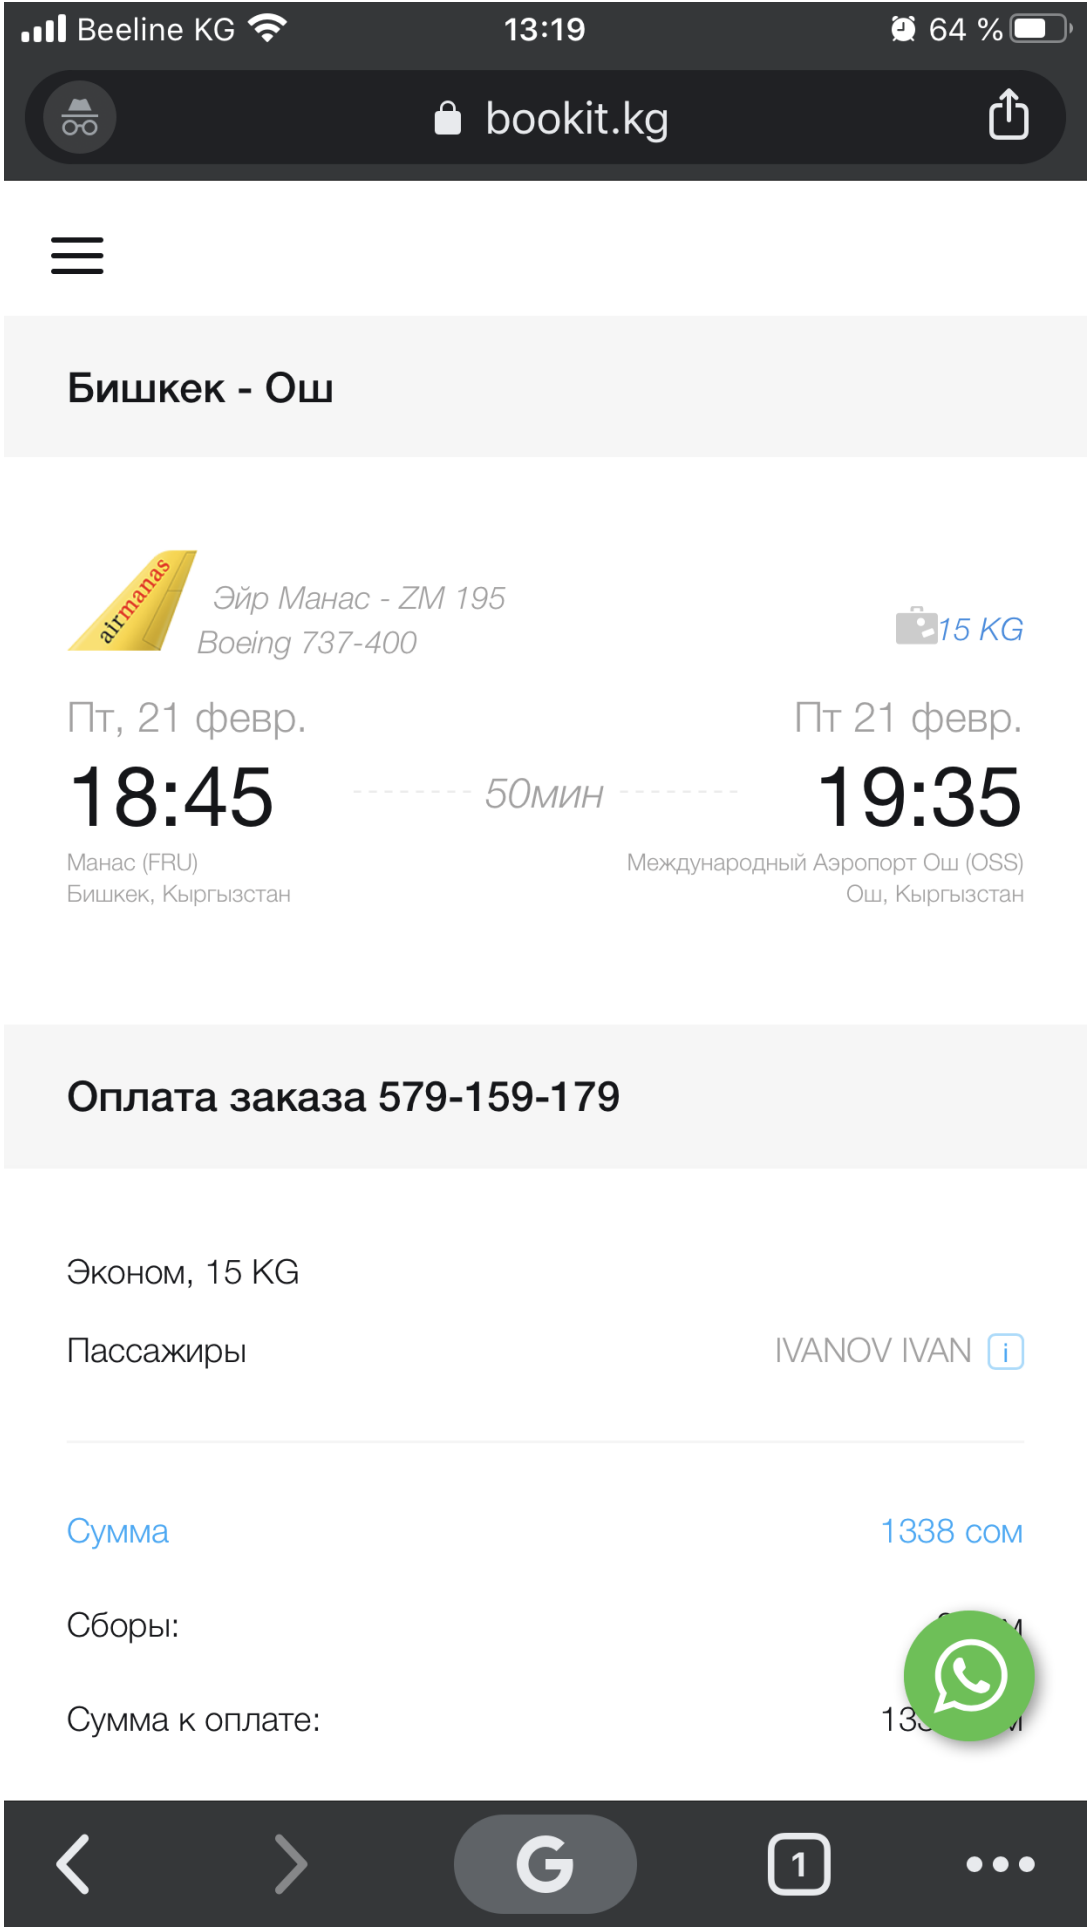 Beeline KG 13:19 64 %
bookit.kg
Бишкек - Ош
airmanas
Эйр Манас - ZM 195
Boeing 737-400
15 KG
Пт, 21 февр. Пт 21 февр.
18:45 50мин 19:35
Манас (FRU) Международный Аэропорт Ош (OSS)
Бишкек, Кыргызстан Ош, Кыргызстан
Оплата заказа 579-159-179
Эконом, 15 KG
Пассажиры IVANOV IVAN i
Сумма 1338 сом
Сборы:
Сумма к оплате:
G 1